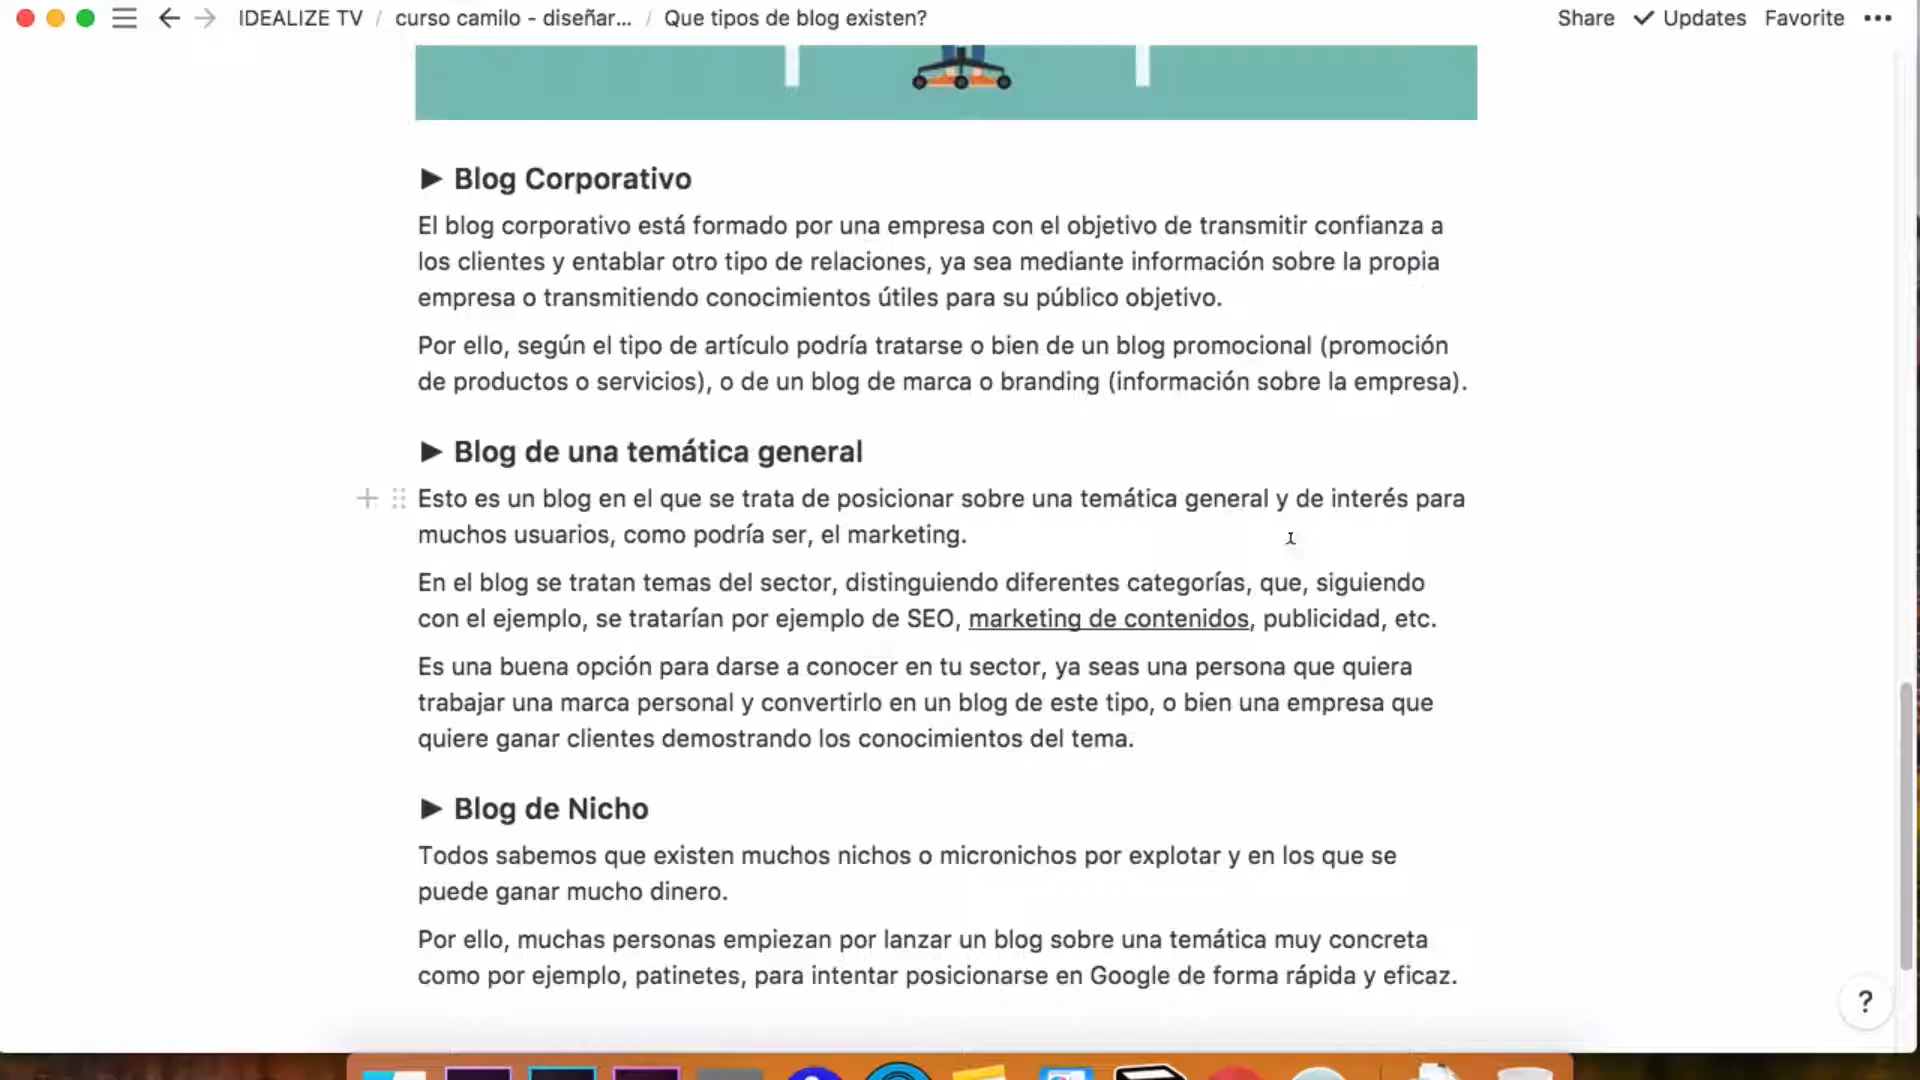 IDEALIZE TV / curso camilo - diseñar... / Que tipos de blog existen?
Share ✓ Updates Favorite •••
► Blog Corporativo
El blog corporativo está formado por una empresa con el objetivo de transmitir confianza a
los clientes y entablar otro tipo de relaciones, ya sea mediante información sobre la propia
empresa o transmitiendo conocimientos útiles para su público objetivo.
Por ello, según el tipo de artículo podría tratarse o bien de un blog promocional (promoción
de productos o servicios), o de un blog de marca o branding (información sobre la empresa).
► Blog de una temática general
Esto es un blog en el que se trata de posicionar sobre una temática general y de interés para
muchos usuarios, como podría ser, el marketing.
En el blog se tratan temas del sector, distinguiendo diferentes categorías, que, siguiendo
con el ejemplo, se tratarían por ejemplo de SEO, marketing de contenidos, publicidad, etc.
Es una buena opción para darse a conocer en tu sector, ya seas una persona que quiera
trabajar una marca personal y convertirlo en un blog de este tipo, o bien una empresa que
quiere ganar clientes demostrando los conocimientos del tema.
► Blog de Nicho
Todos sabemos que existen muchos nichos o micronichos por explotar y en los que se
puede ganar mucho dinero.
Por ello, muchas personas empiezan por lanzar un blog sobre una temática muy concreta
como por ejemplo, patinetes, para intentar posicionarse en Google de forma rápida y eficaz.
?